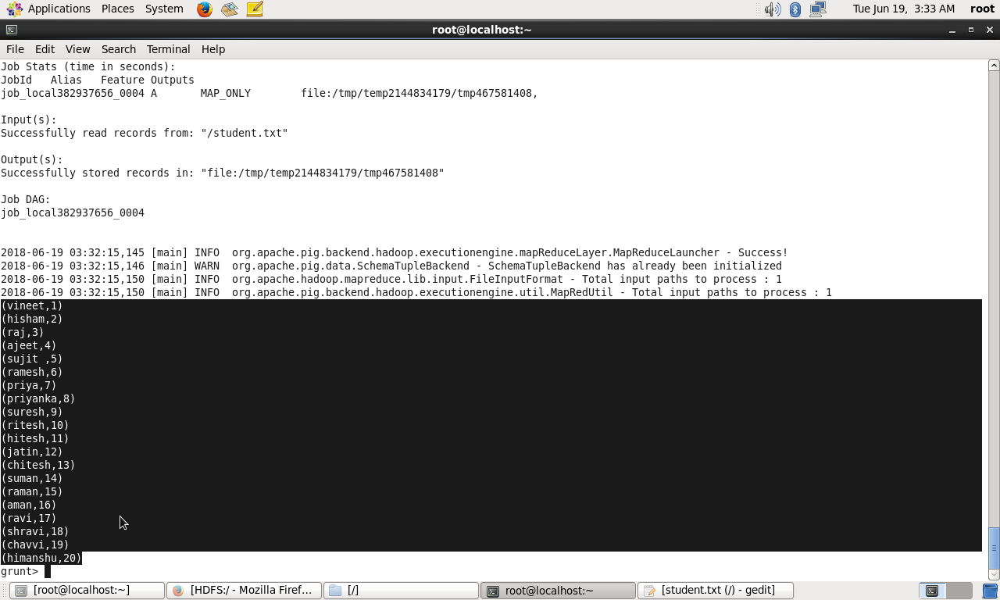 Applications Places System Tue Jun 19, 3:33 AM root
root@localhost:~
File Edit View Search Terminal Help
Job Stats (time in seconds):
JobId   Alias   Feature Outputs
job_local382937656_0004 A       MAP_ONLY        file:/tmp/temp2144834179/tmp467581408,
Input(s):
Successfully read records from: "/student.txt"
Output(s):
Successfully stored records in: "file:/tmp/temp2144834179/tmp467581408"
Job DAG:
job_local382937656_0004
2018-06-19 03:32:15,145 [main] INFO  org.apache.pig.backend.hadoop.executionengine.mapReduceLayer.MapReduceLauncher - Success!
2018-06-19 03:32:15,146 [main] WARN  org.apache.pig.data.SchemaTupleBackend - SchemaTupleBackend has already been initialized
2018-06-19 03:32:15,150 [main] INFO  org.apache.hadoop.mapreduce.lib.input.FileInputFormat - Total input paths to process : 1
2018-06-19 03:32:15,150 [main] INFO  org.apache.pig.backend.hadoop.executionengine.util.MapRedUtil - Total input paths to process : 1
(vineet,1)
(hisham,2)
(raj,3)
(ajeet,4)
(sujit ,5)
(ramesh,6)
(priya,7)
(priyanka,8)
(suresh,9)
(ritesh,10)
(hitesh,11)
(jatin,12)
(chitesh,13)
(suman,14)
(raman,15)
(aman,16)
(ravi,17)
(shravi,18)
(chavvi,19)
(himanshu,20)
grunt>
[root@localhost:~] [HDFS:/ - Mozilla Firef... [/] root@localhost:~ [student.txt (/) - gedit]